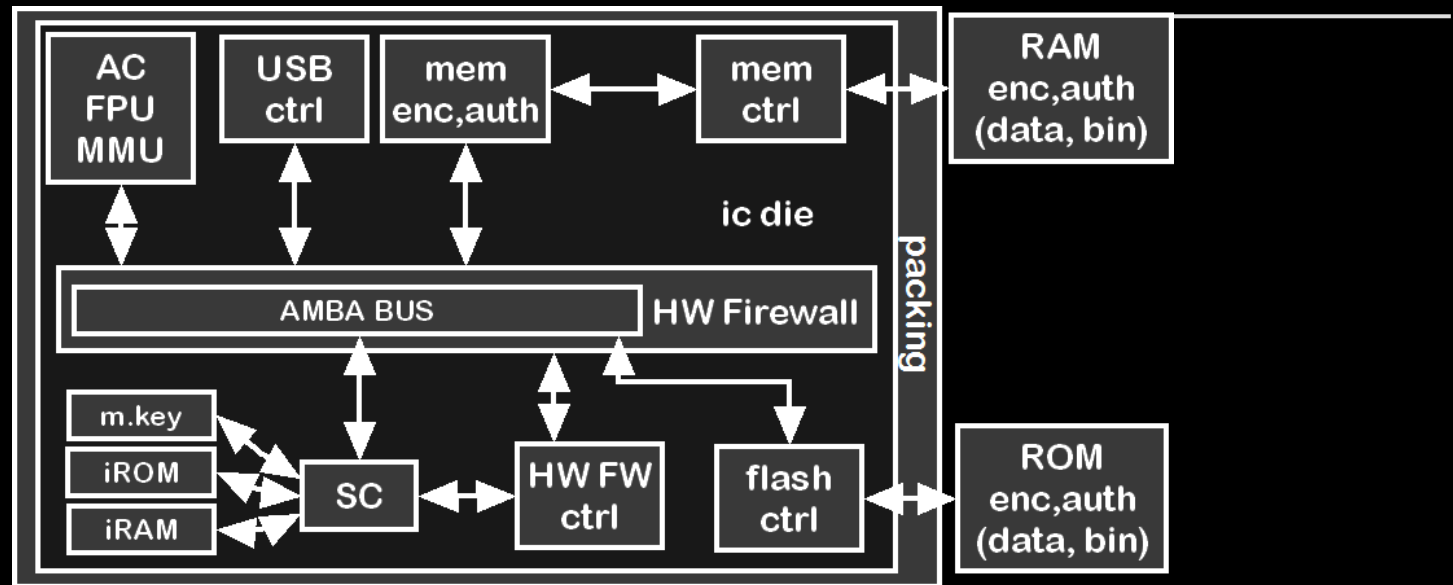 AC
FPU
MMU
USB
ctrl
mem
enc,auth
mem
ctrl
RAM
enc,auth
(data, bin)
ic die
packing
AMBA BUS
HW Firewall
m.key
iROM
iRAM
SC
HW FW
ctrl
flash
ctrl
ROM
enc,auth
(data, bin)